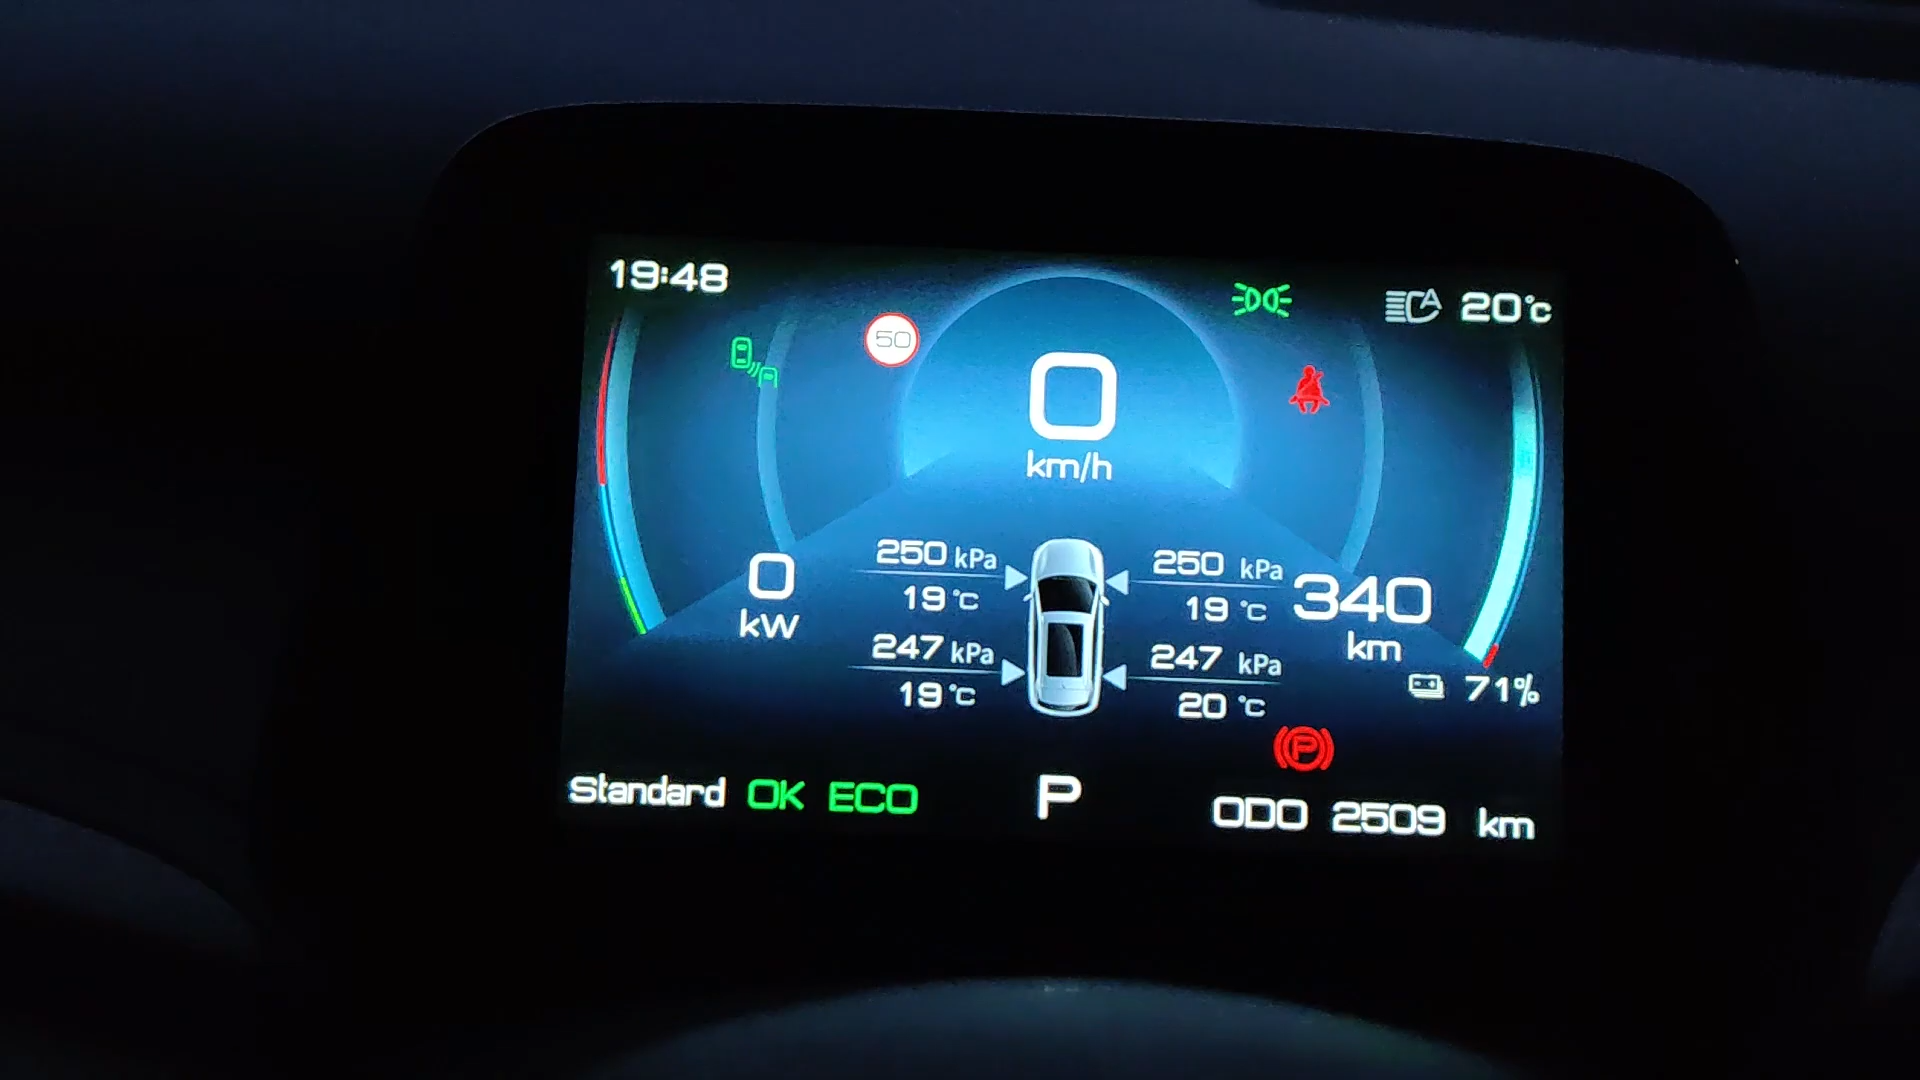 19:48
20°C
50
0
km/h
250 kPa
250 kPa
19 °C
19 °C
0
kW
340
km
247 kPa
247 kPa
19 °C
20 °C
71%
P
Standard OK ECO
P
ODO 2509 km